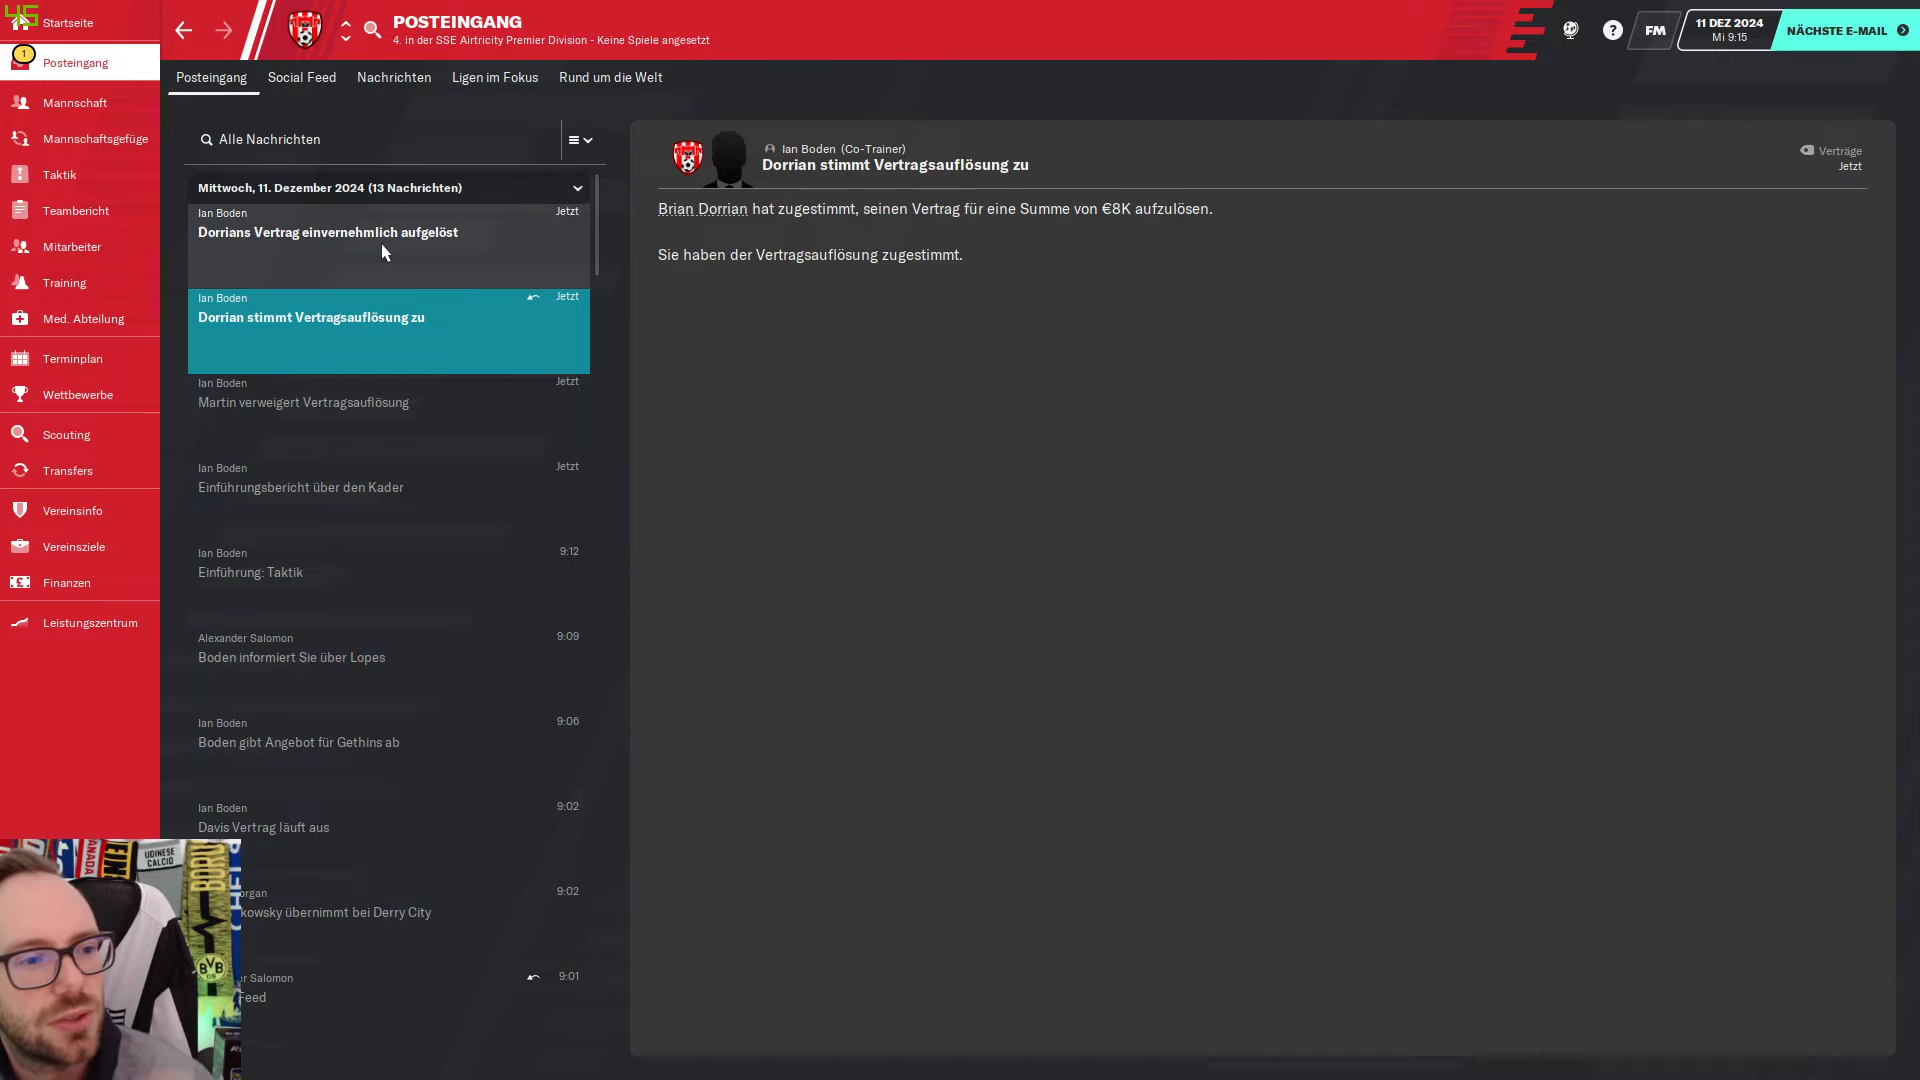 45
Startseite
1
Posteingang
Mannschaft
Mannschaftsgefüge
Taktik
Teambericht
Mitarbeiter
Training
Med. Abteilung
Terminplan
Wettbewerbe
Scouting
Transfers
Vereinsinfo
Vereinsziele
Finanzen
Leistungszentrum
POSTEINGANG
4. in der SSE Airtricity Premier Division - Keine Spiele angesetzt
?
FM
11 DEZ 2024
Mi 9:15
NÄCHSTE E-MAIL
Posteingang Social Feed Nachrichten Ligen im Fokus Rund um die Welt
Alle Nachrichten
Mittwoch, 11. Dezember 2024 (13 Nachrichten)
Ian Boden Jetzt
Dorrians Vertrag einvernehmlich aufgelöst
Ian Boden Jetzt
Dorrian stimmt Vertragsauflösung zu
Ian Boden Jetzt
Martin verweigert Vertragsauflösung
Ian Boden Jetzt
Einführungsbericht über den Kader
Ian Boden 9:12
Einführung: Taktik
Alexander Salomon 9:09
Boden informiert Sie über Lopes
Ian Boden 9:06
Boden gibt Angebot für Gethins ab
Ian Boden 9:02
Davis Vertrag läuft aus
organ 9:02
kowsky übernimmt bei Derry City
er Salomon 9:01
Feed
Ian Boden (Co-Trainer)
Dorrian stimmt Vertragsauflösung zu
Verträge
Jetzt
Brian Dorrian hat zugestimmt, seinen Vertrag für eine Summe von €8K aufzulösen.
Sie haben der Vertragsauflösung zugestimmt.
UDINESE
CALCIO
CANADA
BORU
BVB
09